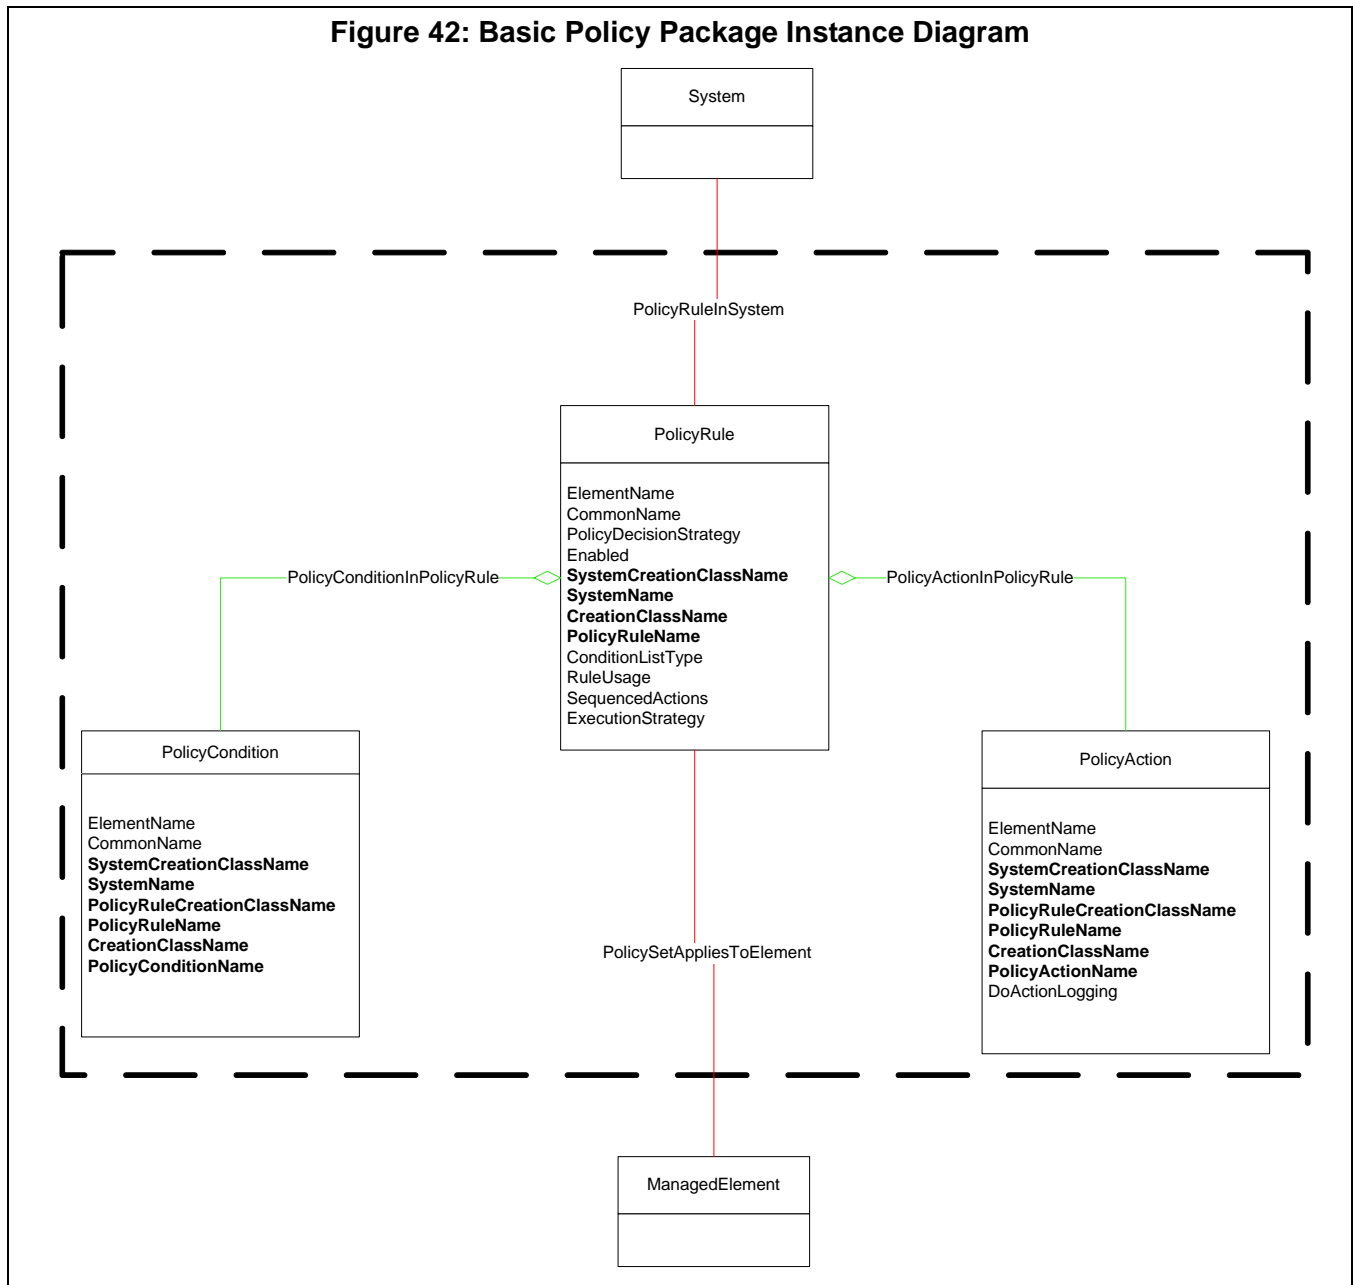 Figure 42: Basic Policy Package Instance Diagram
System
PolicyRuleInSystem
PolicyRule
ElementName
CommonName
PolicyDecisionStrategy
Enabled
SystemCreationClassName
SystemName
CreationClassName
PolicyRuleName
ConditionListType
RuleUsage
SequencedActions
ExecutionStrategy
PolicyConditionInPolicyRule
PolicyActionInPolicyRule
PolicyCondition
ElementName
CommonName
SystemCreationClassName
SystemName
PolicyRuleCreationClassName
PolicyRuleName
CreationClassName
PolicyConditionName
PolicyAction
ElementName
CommonName
SystemCreationClassName
SystemName
PolicyRuleCreationClassName
PolicyRuleName
CreationClassName
PolicyActionName
DoActionLogging
PolicySetAppliesToElement
ManagedElement